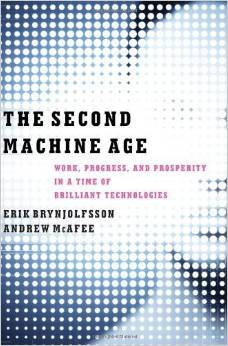 THE SECOND
MACHINE AGE
WORK, PROGRESS, AND PROSPERITY
IN A TIME OF
BRILLIANT TECHNOLOGIES
ERIK BRYNJOLFSSON
ANDREW McAFEE